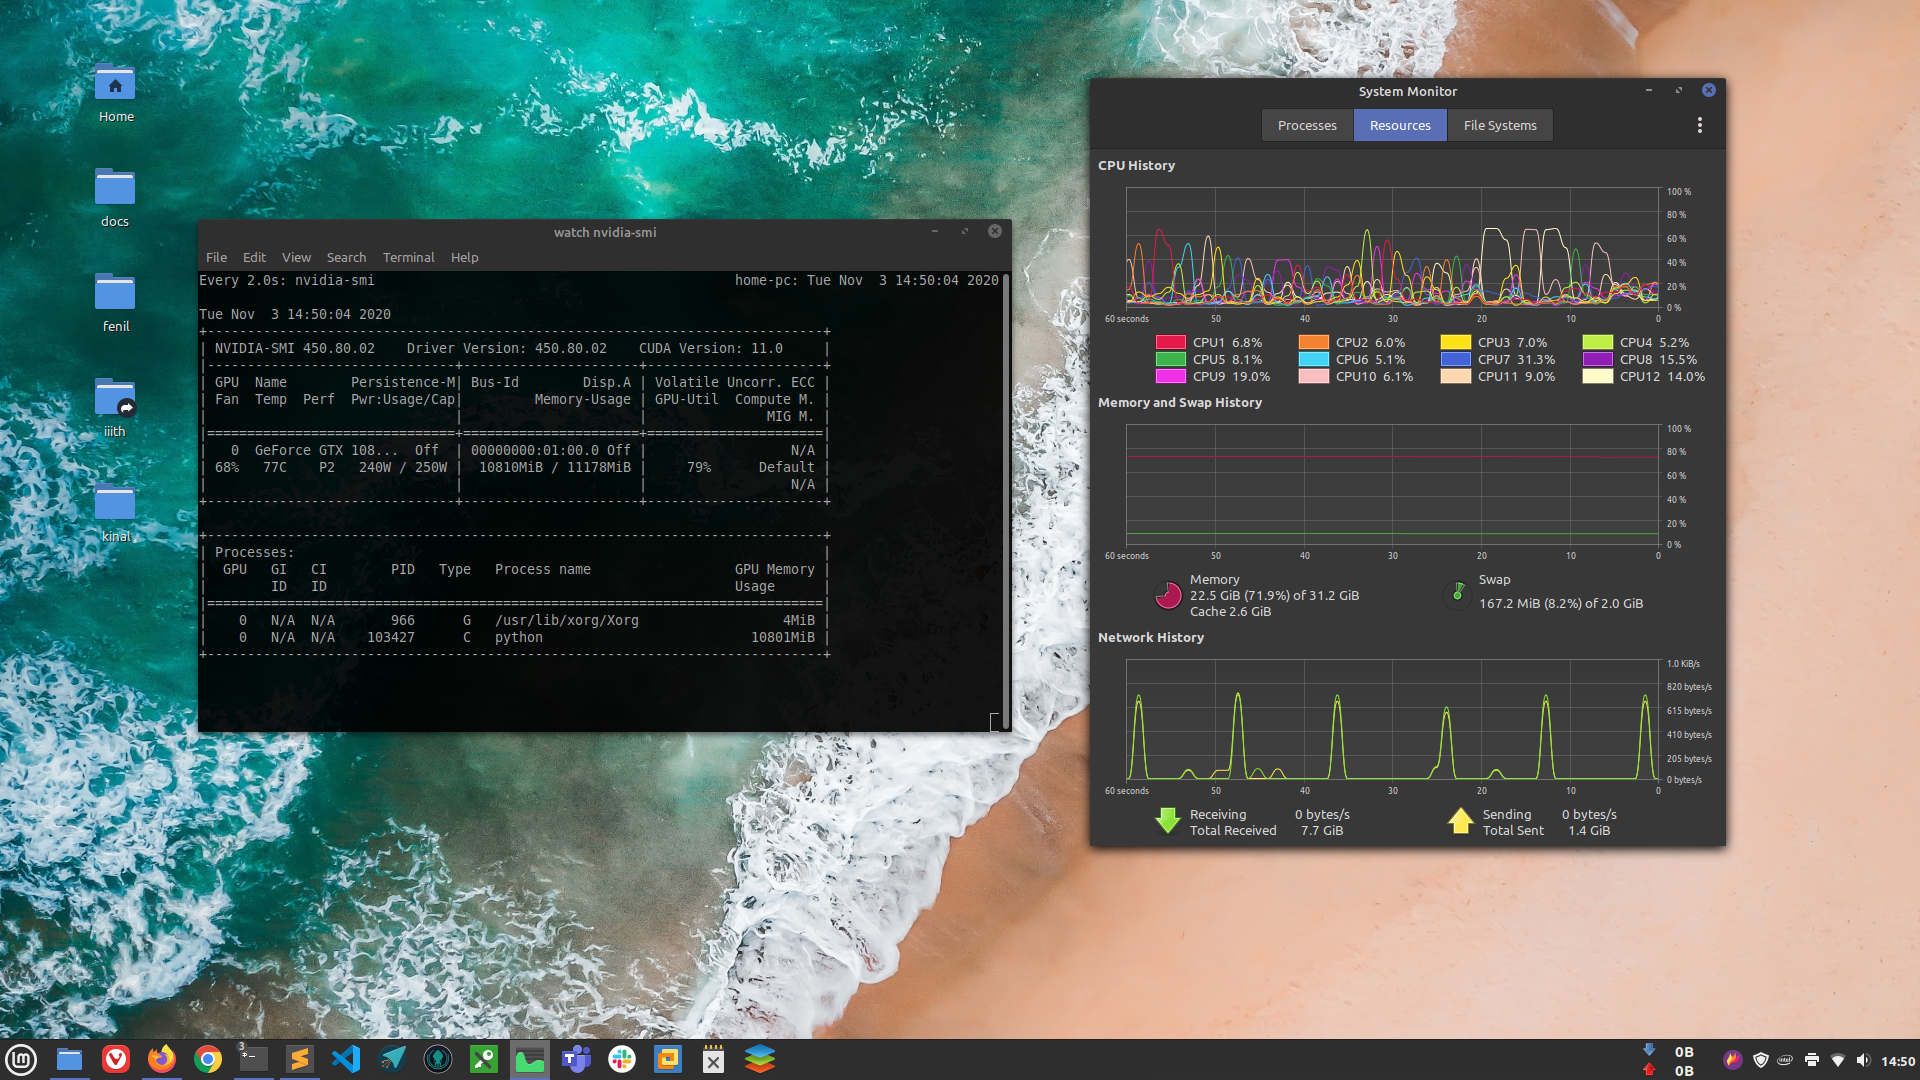 Home
docs
fenil
iiith
kinal
watch nvidia-smi
File Edit View Search Terminal Help
Every 2.0s: nvidia-smi home-pc: Tue Nov 3 14:50:04 2020
Tue Nov 3 14:50:04 2020
+-----------------------------------------------------------------------------+
| NVIDIA-SMI 450.80.02 Driver Version: 450.80.02 CUDA Version: 11.0 |
|-------------------------------+----------------------+----------------------+
| GPU Name Persistence-M| Bus-Id Disp.A | Volatile Uncorr. ECC |
| Fan Temp Perf Pwr:Usage/Cap| Memory-Usage | GPU-Util Compute M. |
| | | MIG M. |
|===============================+======================+======================|
| 0 GeForce GTX 108... Off | 00000000:01:00.0 Off | N/A |
| 68% 77C P2 240W / 250W | 10810MiB / 11178MiB | 79% Default |
| | | N/A |
+-------------------------------+----------------------+----------------------+
+-----------------------------------------------------------------------------+
| Processes: |
| GPU GI CI PID Type Process name GPU Memory |
| ID ID Usage |
|=============================================================================|
| 0 N/A N/A 966 G /usr/lib/xorg/Xorg 4MiB |
| 0 N/A N/A 103427 C python 10801MiB |
+-----------------------------------------------------------------------------+
System Monitor
Processes Resources File Systems
CPU History
100 %
80 %
60 %
40 %
20 %
0 %
60 seconds 50 40 30 20 10 0
CPU1 6.8% CPU2 6.0% CPU3 7.0% CPU4 5.2%
CPU5 8.1% CPU6 5.1% CPU7 31.3% CPU8 15.5%
CPU9 19.0% CPU10 6.1% CPU11 9.0% CPU12 14.0%
Memory and Swap History
100 %
80 %
60 %
40 %
20 %
0 %
60 seconds 50 40 30 20 10 0
Memory
22.5 GiB (71.9%) of 31.2 GiB
Cache 2.6 GiB
Swap
167.2 MiB (8.2%) of 2.0 GiB
Network History
1.0 KiB/s
820 bytes/s
615 bytes/s
410 bytes/s
205 bytes/s
0 bytes/s
60 seconds 50 40 30 20 10 0
Receiving 0 bytes/s
Total Received 7.7 GiB
Sending 0 bytes/s
Total Sent 1.4 GiB
3
0B
0B
14:50